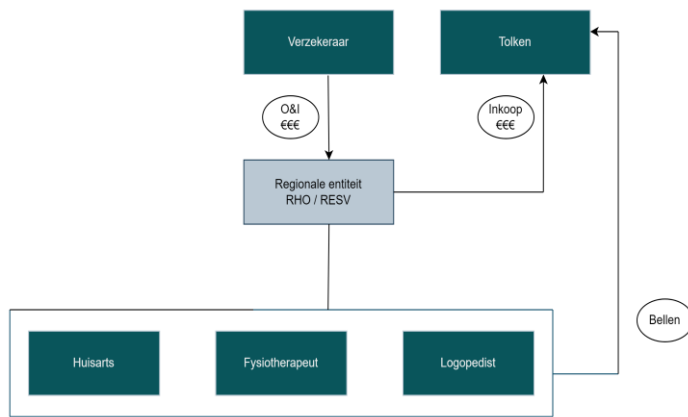 Verzekeraar
Tolken
O&I
€€€
Inkoop
€€€
Regionale entiteit
RHO / RESV
Bellen
Huisarts
Fysiotherapeut
Logopedist